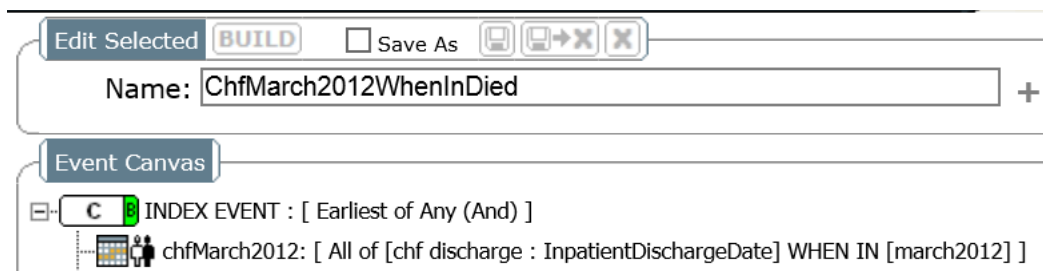 Edit Selected BUILD Save As
Name: ChfMarch2012WhenInDied
Event Canvas
C B INDEX EVENT : [ Earliest of Any (And) ]
chfMarch2012: [ All of [chf discharge : InpatientDischargeDate] WHEN IN [march2012] ]